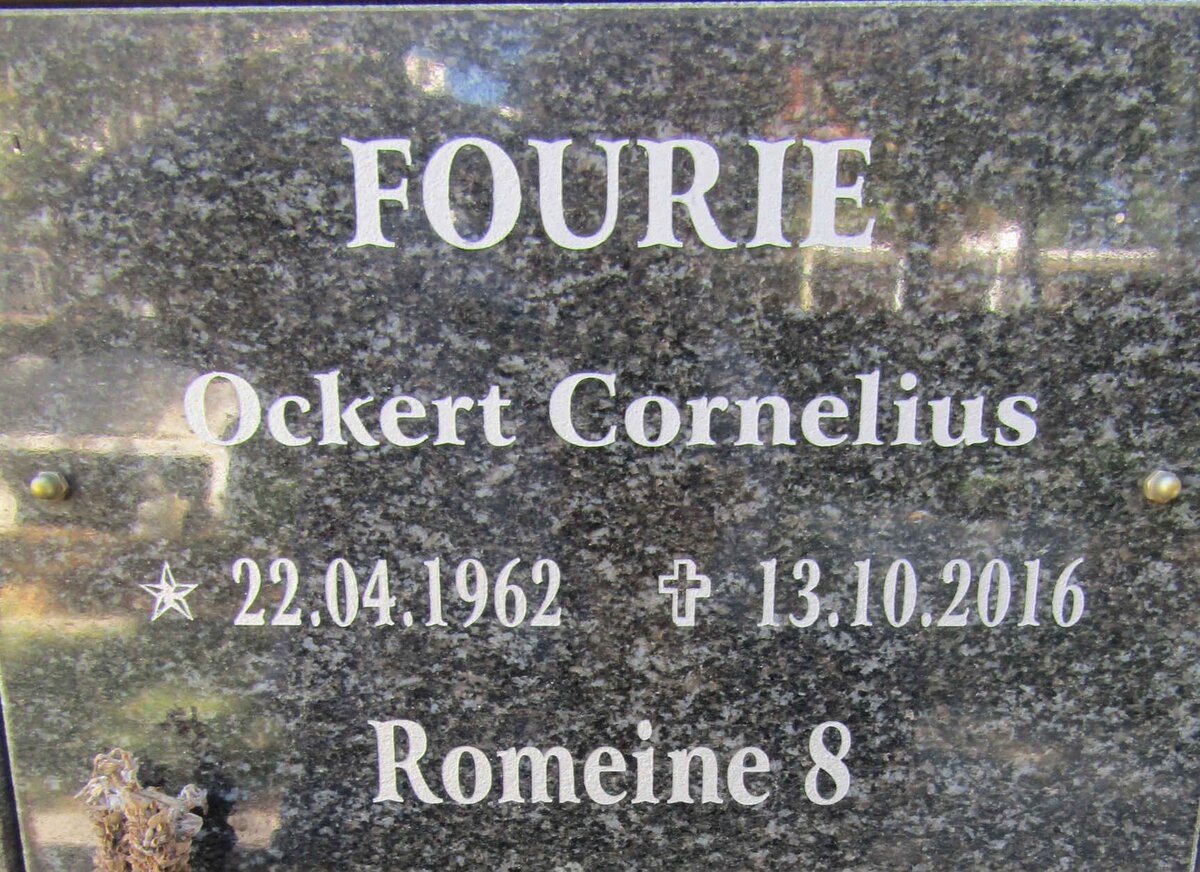 FOURIE
Ockert Cornelius
22.04.1962 13.10.2016
Romeine 8